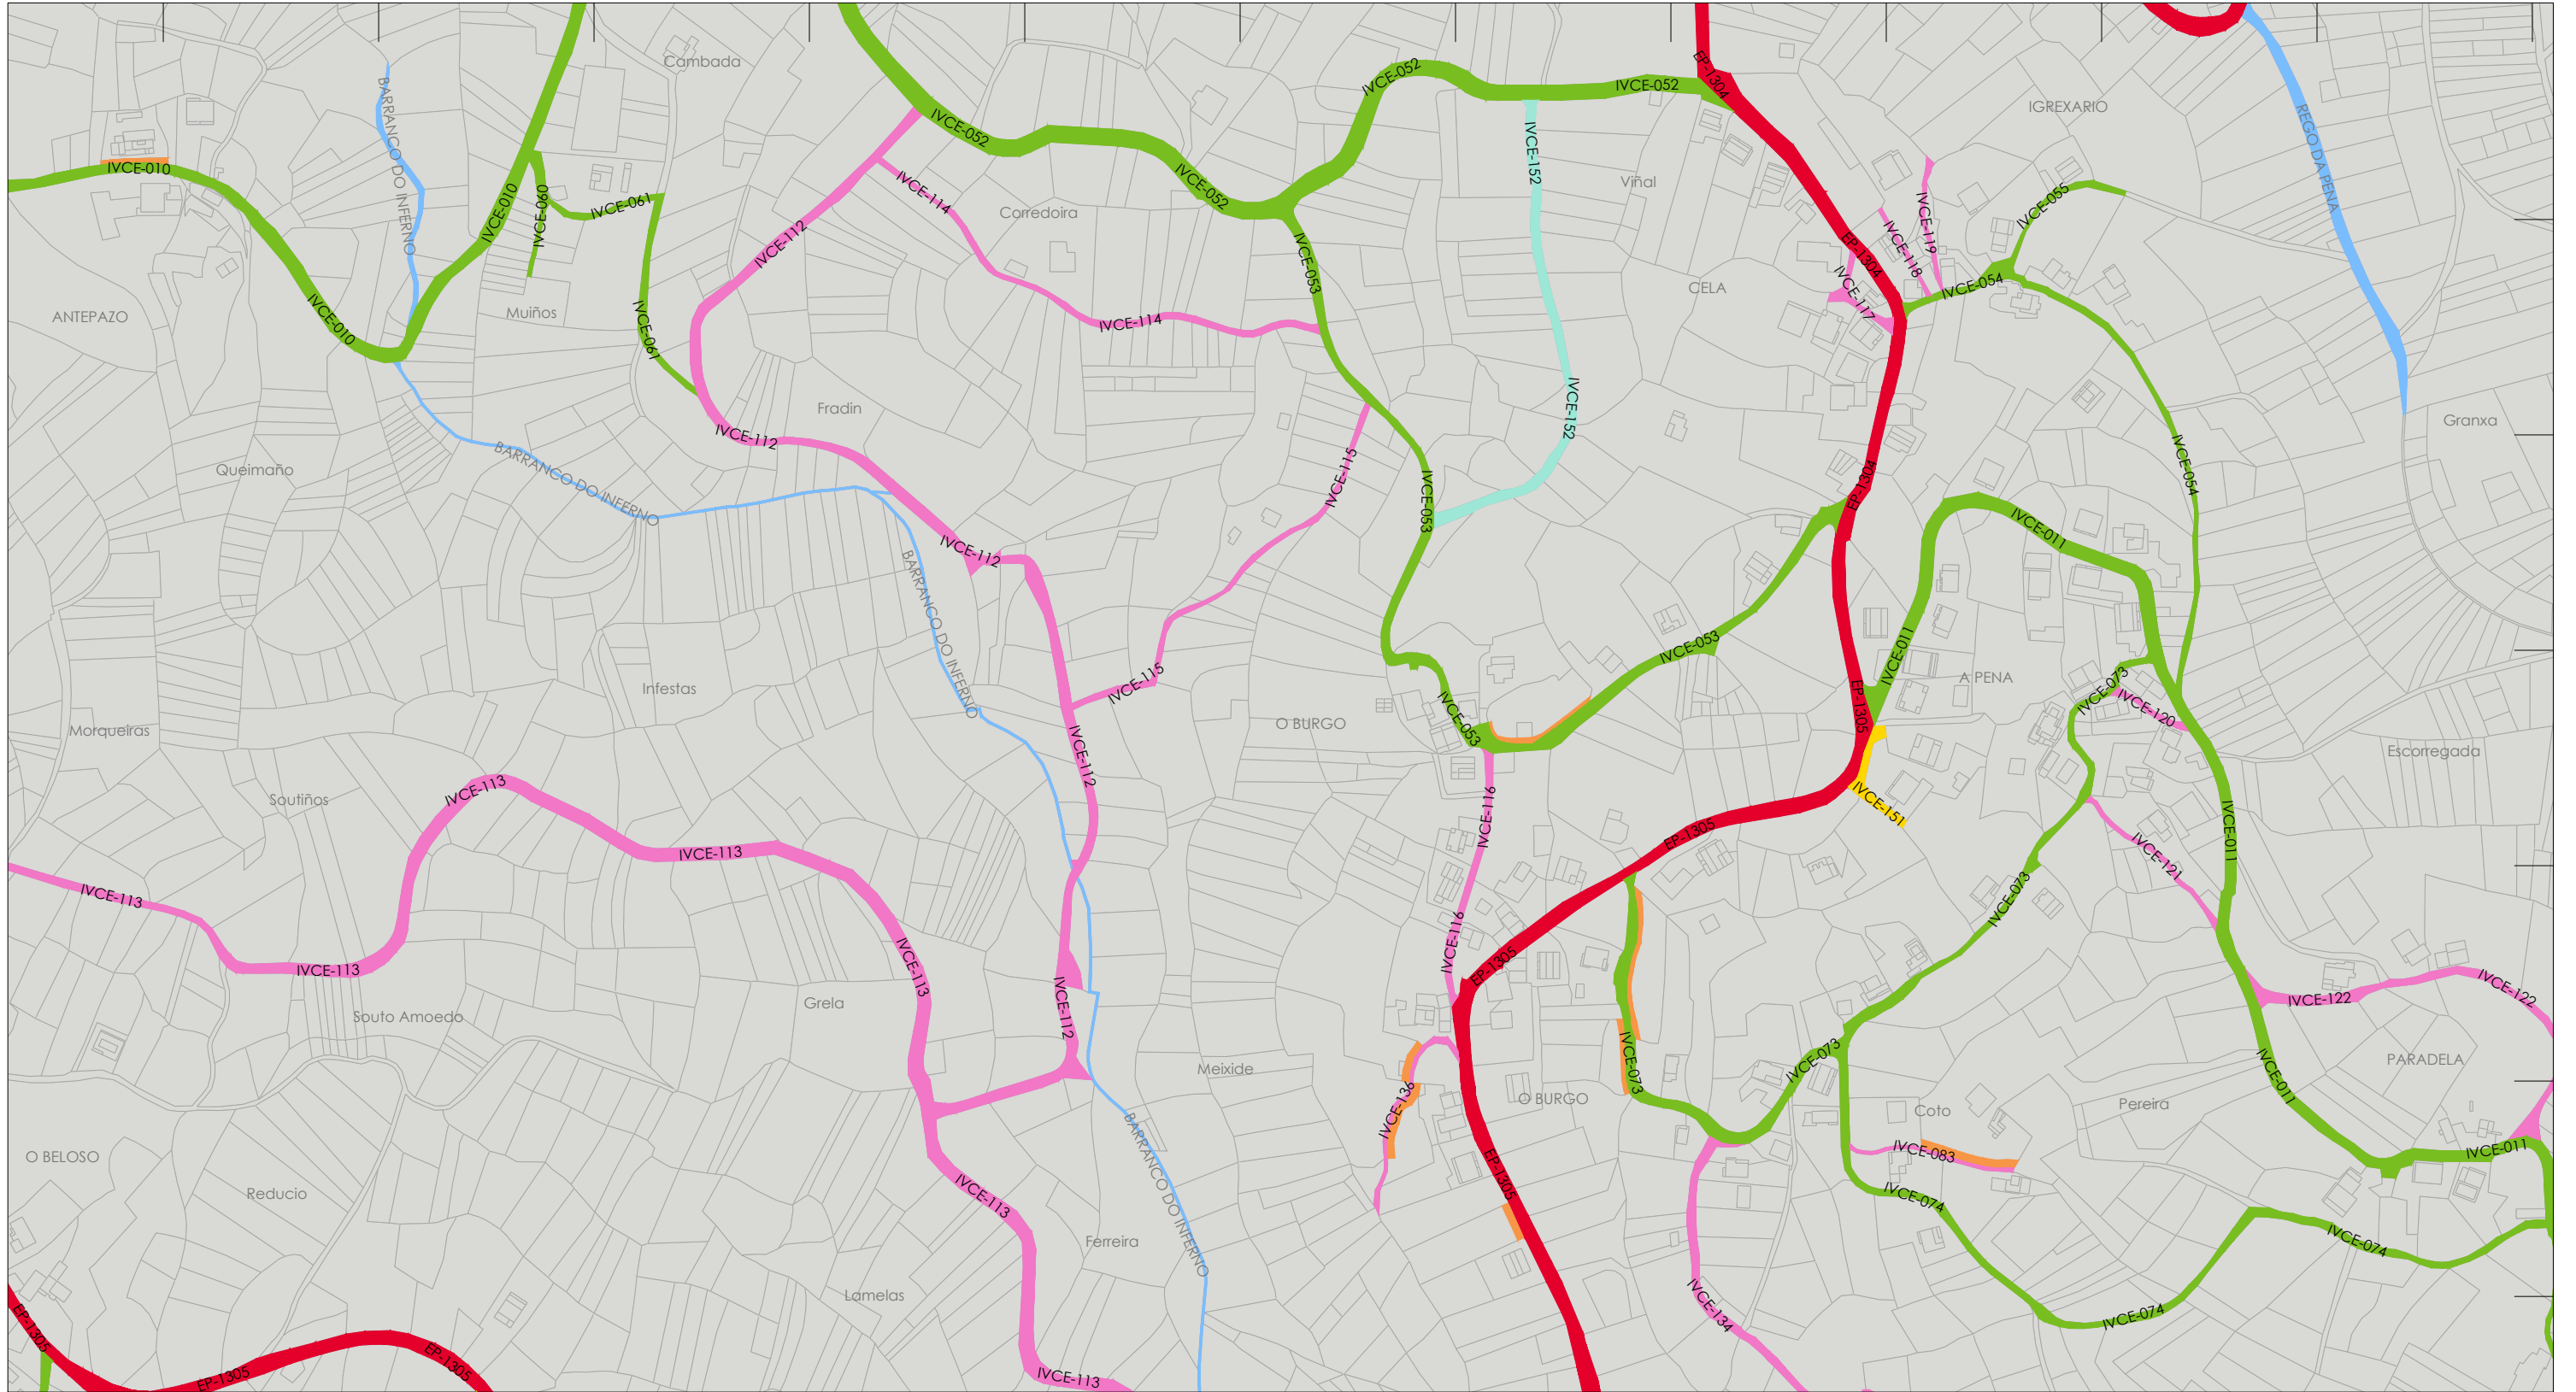 Cambada
IVCE-052
EP-1304
IVCE-052
IGREXARIO
BARRANCO DO INFERNO
IVCE-052
IVCE-152
REGO DA PENA
IVCE-010
Viñal
IVCE-052
IVCE-114
IVCE-010
IVCE-060
IVCE-061
Corredoira
IVCE-055
IVCE-119
IVCE-118
IVCE-112
IVCE-053
EP-1304
IVCE-117
CELA
IVCE-054
ANTEPAZO
Muiños
IVCE-010
IVCE-061
IVCE-114
Fradin
IVCE-152
Granxa
IVCE-112
Queimaño
BARRANCO DO INFERNO
IVCE-115
IVCE-053
EP-1304
IVCE-054
IVCE-011
IVCE-112
BARRANCO DO INFERNO
IVCE-053
IVCE-011
A PENA
Infestas
IVCE-115
IVCE-073
IVCE-120
EP-1305
IVCE-053
O BURGO
Morqueiras
Escorregada
IVCE-112
IVCE-113
Soutiños
IVCE-151
IVCE-116
EP-1305
IVCE-011
IVCE-113
IVCE-121
IVCE-113
IVCE-073
IVCE-116
EP-1305
IVCE-113
IVCE-113
IVCE-122
IVCE-122
Grela
IVCE-112
Souto Amoedo
Meixide
IVCE-073
IVCE-073
IVCE-011
PARADELA
O BURGO
IVCE-136
Coto
Pereira
IVCE-083
IVCE-011
O BELOSO
Reducio
BARRANCO DO INFERNO
IVCE-113
EP-1305
IVCE-074
Ferreira
IVCE-074
Lamelas
IVCE-134
IVCE-074
EP-1305
EP-1305
EP-1305
IVCE-113